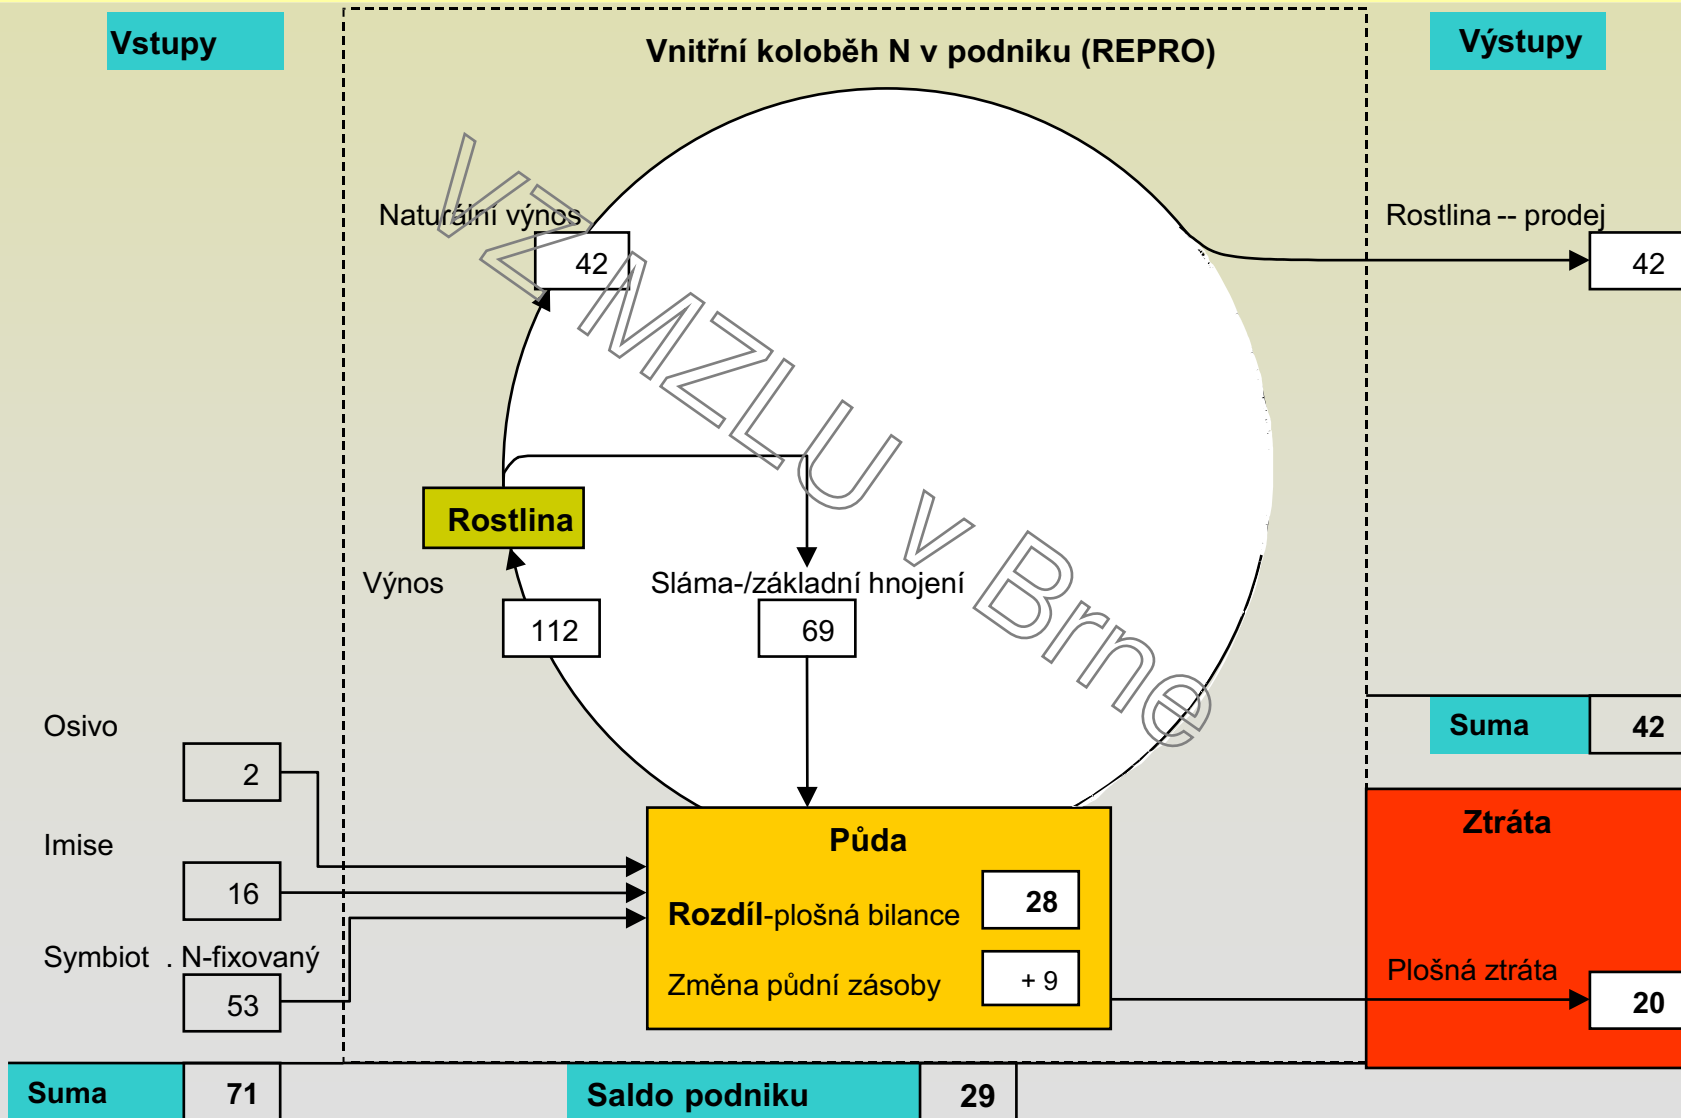 Vstupy
Vnitřní koloběh N v podniku (REPRO)
Výstupy
Naturální výnos
42
Rostlina -- prodej
42
Rostlina
Výnos
112
Sláma-/základní hnojení
69
VZ MZLU v Brne
Osivo
2
Imise
16
Symbiot . N-fixovaný
53
Suma 42
Půda
Rozdíl-plošná bilance 28
Změna půdní zásoby + 9
Ztráta
Plošná ztráta
20
Suma 71
Saldo podniku 29